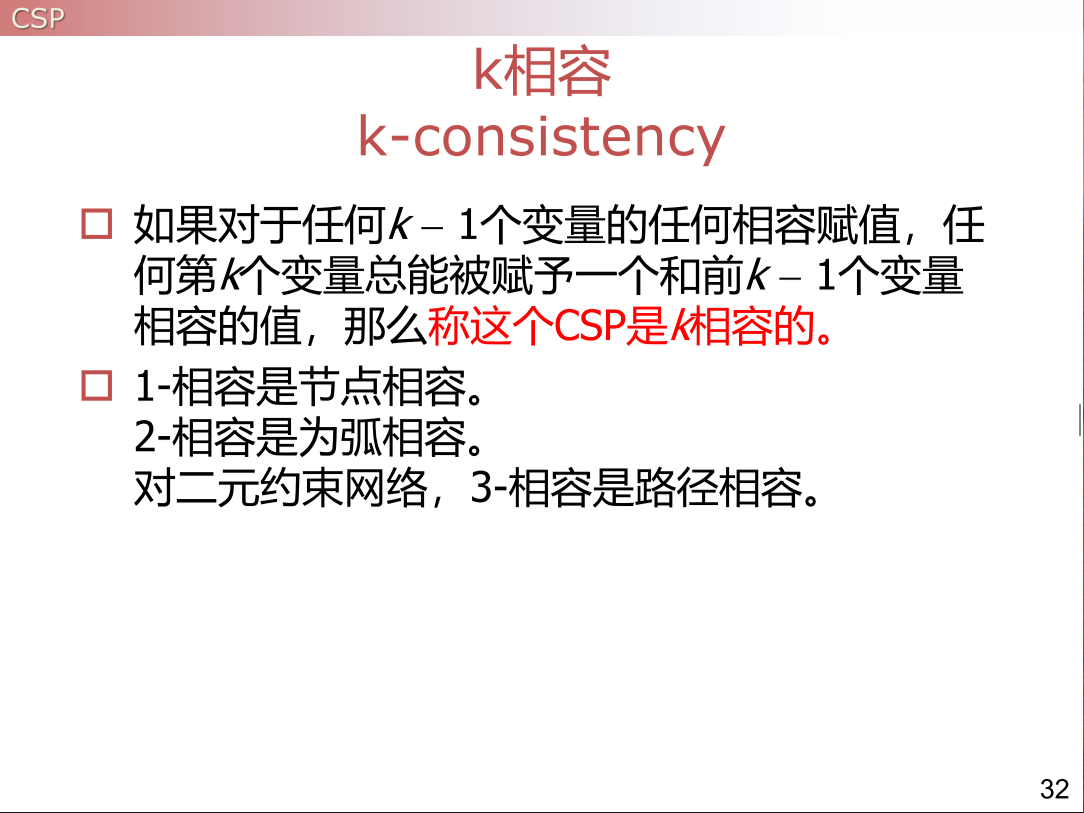 CSP
k相容
k-consistency
如果对于任何k – 1个变量的任何相容赋值，任
何第k个变量总能被赋予一个和前k – 1个变量
相容的值，那么称这个CSP是k相容的。
1-相容是节点相容。
2-相容是为弧相容。
对二元约束网络，3-相容是路径相容。
32